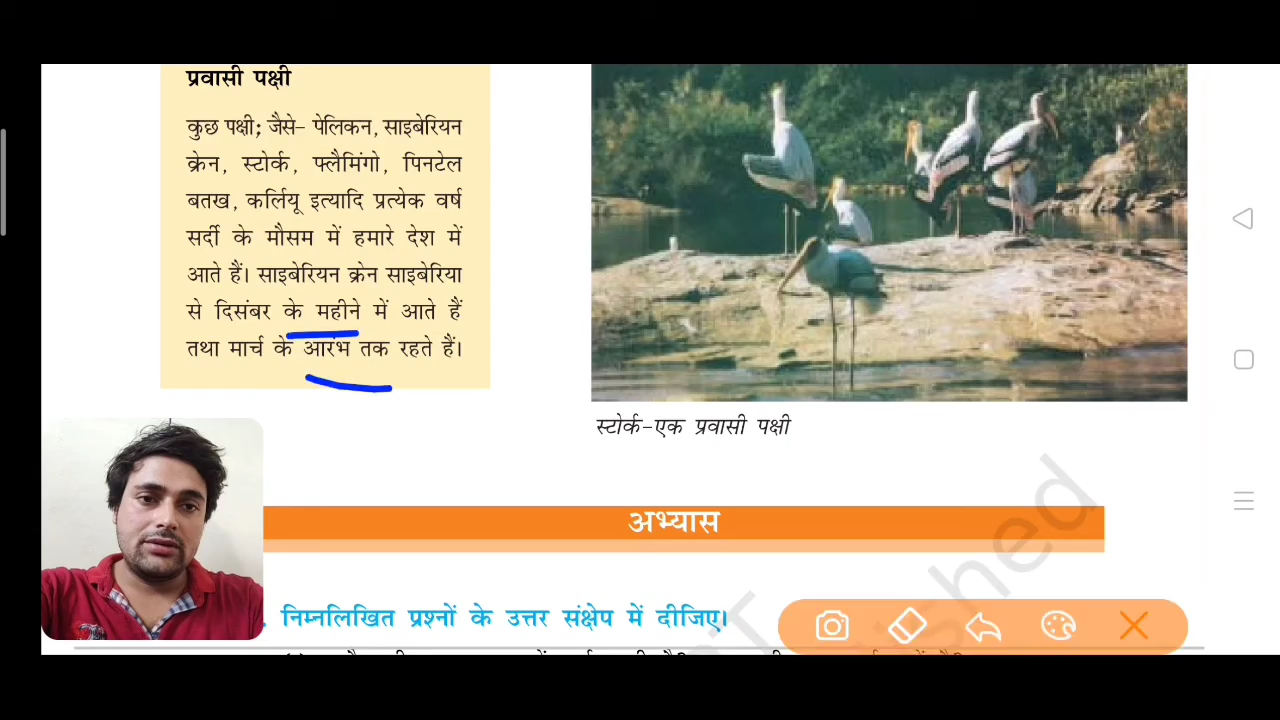 प्रवासी पक्षी
कुछ पक्षी; जैसे– पेलिकन, साइबेरियन
क्रेन, स्टोर्क, फ्लैमिंगो, पिनटेल
बतख, कर्लियू इत्यादि प्रत्येक वर्ष
सर्दी के मौसम में हमारे देश में
आते हैं। साइबेरियन क्रेन साइबेरिया
से दिसंबर के महीने में आते हैं
तथा मार्च के आरंभ तक रहते हैं।
स्टोर्क–एक प्रवासी पक्षी
अभ्यास
निम्नलिखित प्रश्नों के उत्तर संक्षेप में दीजिए।